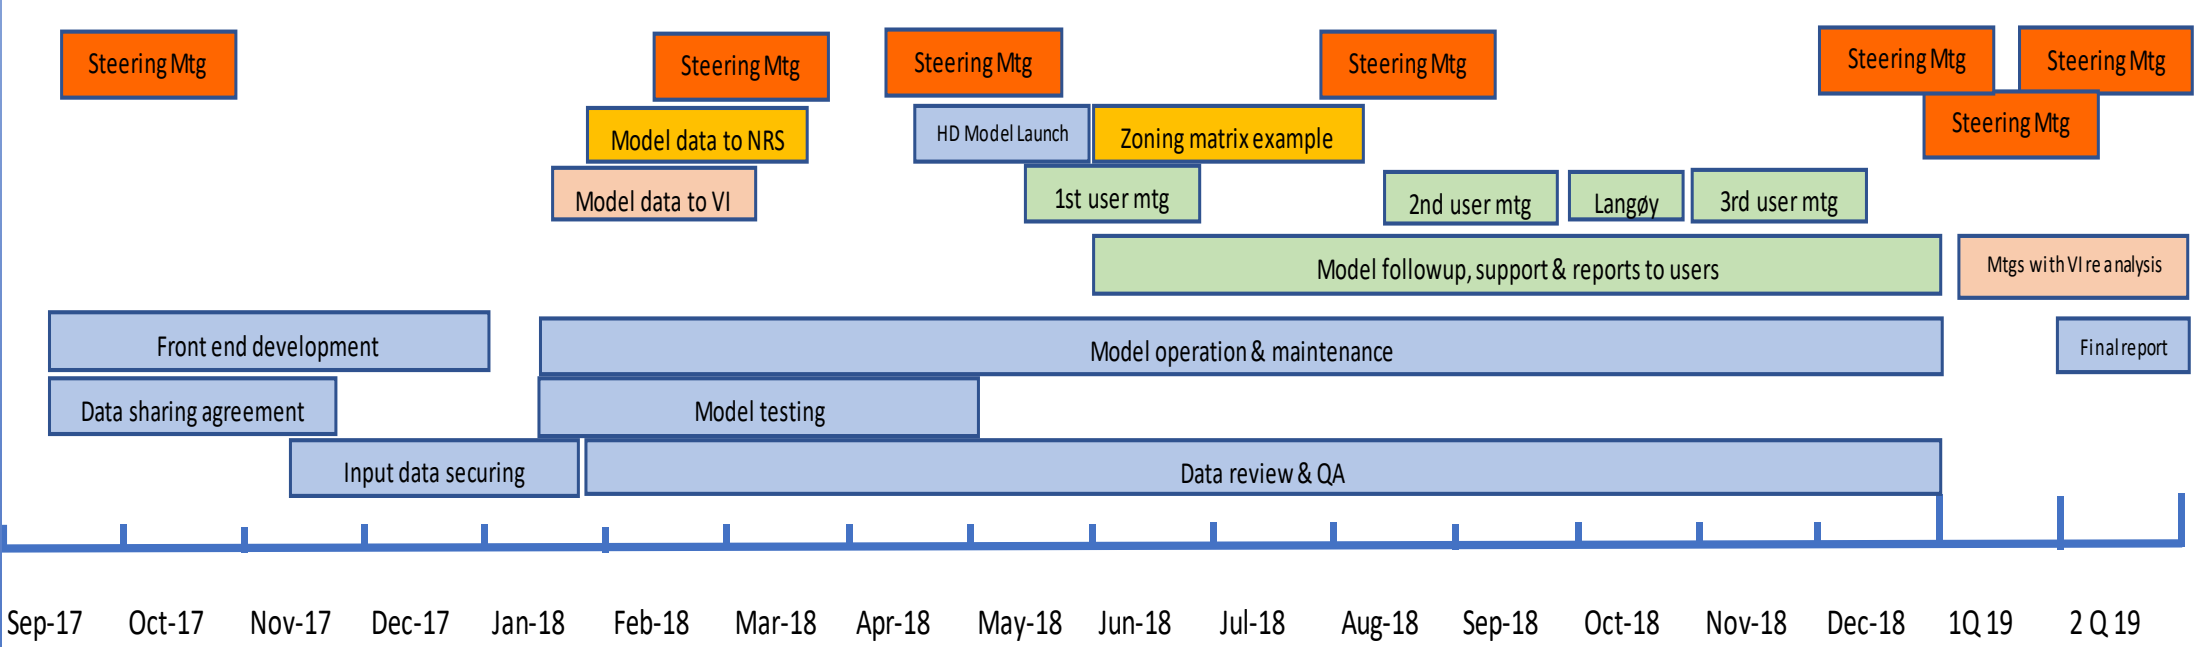 Steering Mtg
Steering Mtg
Steering Mtg
Steering Mtg
Steering Mtg
Steering Mtg
Steering Mtg
Model data to NRS
HD Model Launch
Zoning matrix example
Model data to VI
1st user mtg
2nd user mtg
Langøy
3rd user mtg
Model followup, support & reports to users
Mtgs with VI re analysis
Front end development
Model operation & maintenance
Final report
Data sharing agreement
Model testing
Input data securing
Data review & QA
Sep-17
Oct-17
Nov-17
Dec-17
Jan-18
Feb-18
Mar-18
Apr-18
May-18
Jun-18
Jul-18
Aug-18
Sep-18
Oct-18
Nov-18
Dec-18
1Q 19
2 Q 19